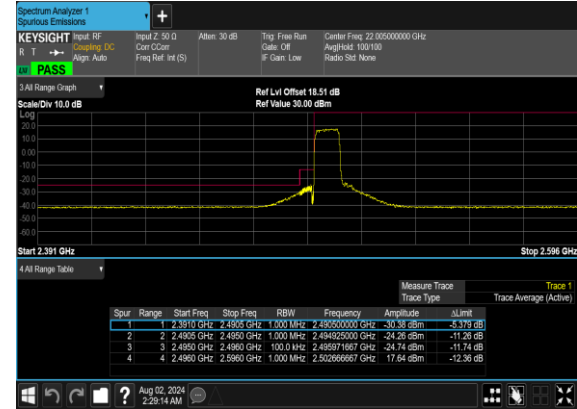 Spectrum Analyzer 1
Spurious Emissions
KEYSIGHT Input: RF Input Z: 50 Ω Atten: 30 dB Trig: Free Run Center Freq: 22.005000000 GHz
R T Coupling: DC Corr CCorr Gate: Off Avg|Hold: 100/100
Align: Auto Freq Ref: Int (S) IF Gain: Low Radio Std: None
PASS
3 All Range Graph
Ref Lvl Offset 18.51 dB
Scale/Div 10.0 dB Ref Value 30.00 dBm
Log
20.0
10.0
0.00
-10.0
-20.0
-30.0
-40.0
-50.0
-60.0
Start 2.391 GHz Stop 2.596 GHz
4 All Range Table
Measure Trace Trace 1
Trace Type Trace Average (Active)
Spur Range Start Freq Stop Freq RBW Frequency Amplitude ΔLimit
1 1 2.3910 GHz 2.4905 GHz 1.000 MHz 2.490500000 GHz -30.38 dBm -5.379 dB
2 2 2.4905 GHz 2.4950 GHz 1.000 MHz 2.494925000 GHz -24.26 dBm -11.26 dB
3 3 2.4950 GHz 2.4960 GHz 100.0 kHz 2.495971667 GHz -24.74 dBm -11.74 dB
4 4 2.4960 GHz 2.5960 GHz 1.000 MHz 2.502666667 GHz 17.64 dBm -12.36 dB
Aug 02, 2024
2:29:14 AM